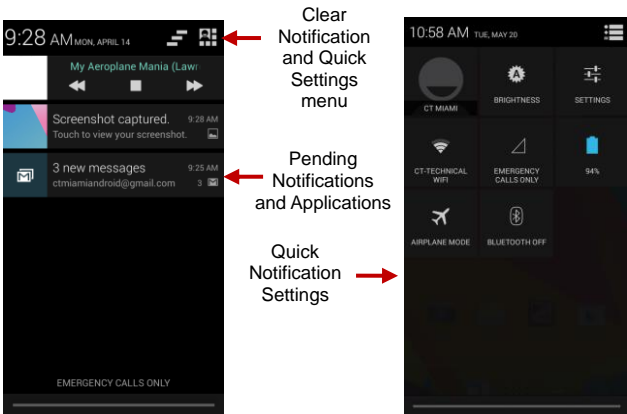 9:28 AM MON, APRIL 14
My Aeroplane Mania (Lawr
Screenshot captured. 9:28 AM
Touch to view your screenshot.
3 new messages 9:25 AM
ctmiamiandroid@gmail.com 3
EMERGENCY CALLS ONLY
Clear
Notification
and Quick
Settings
menu
Pending
Notifications
and Applications
Quick
Notification
Settings
10:58 AM TUE, MAY 20
CT MIAMI
BRIGHTNESS
SETTINGS
CT-TECHNICAL
WIFI
EMERGENCY
CALLS ONLY
94%
AIRPLANE MODE
BLUETOOTH OFF